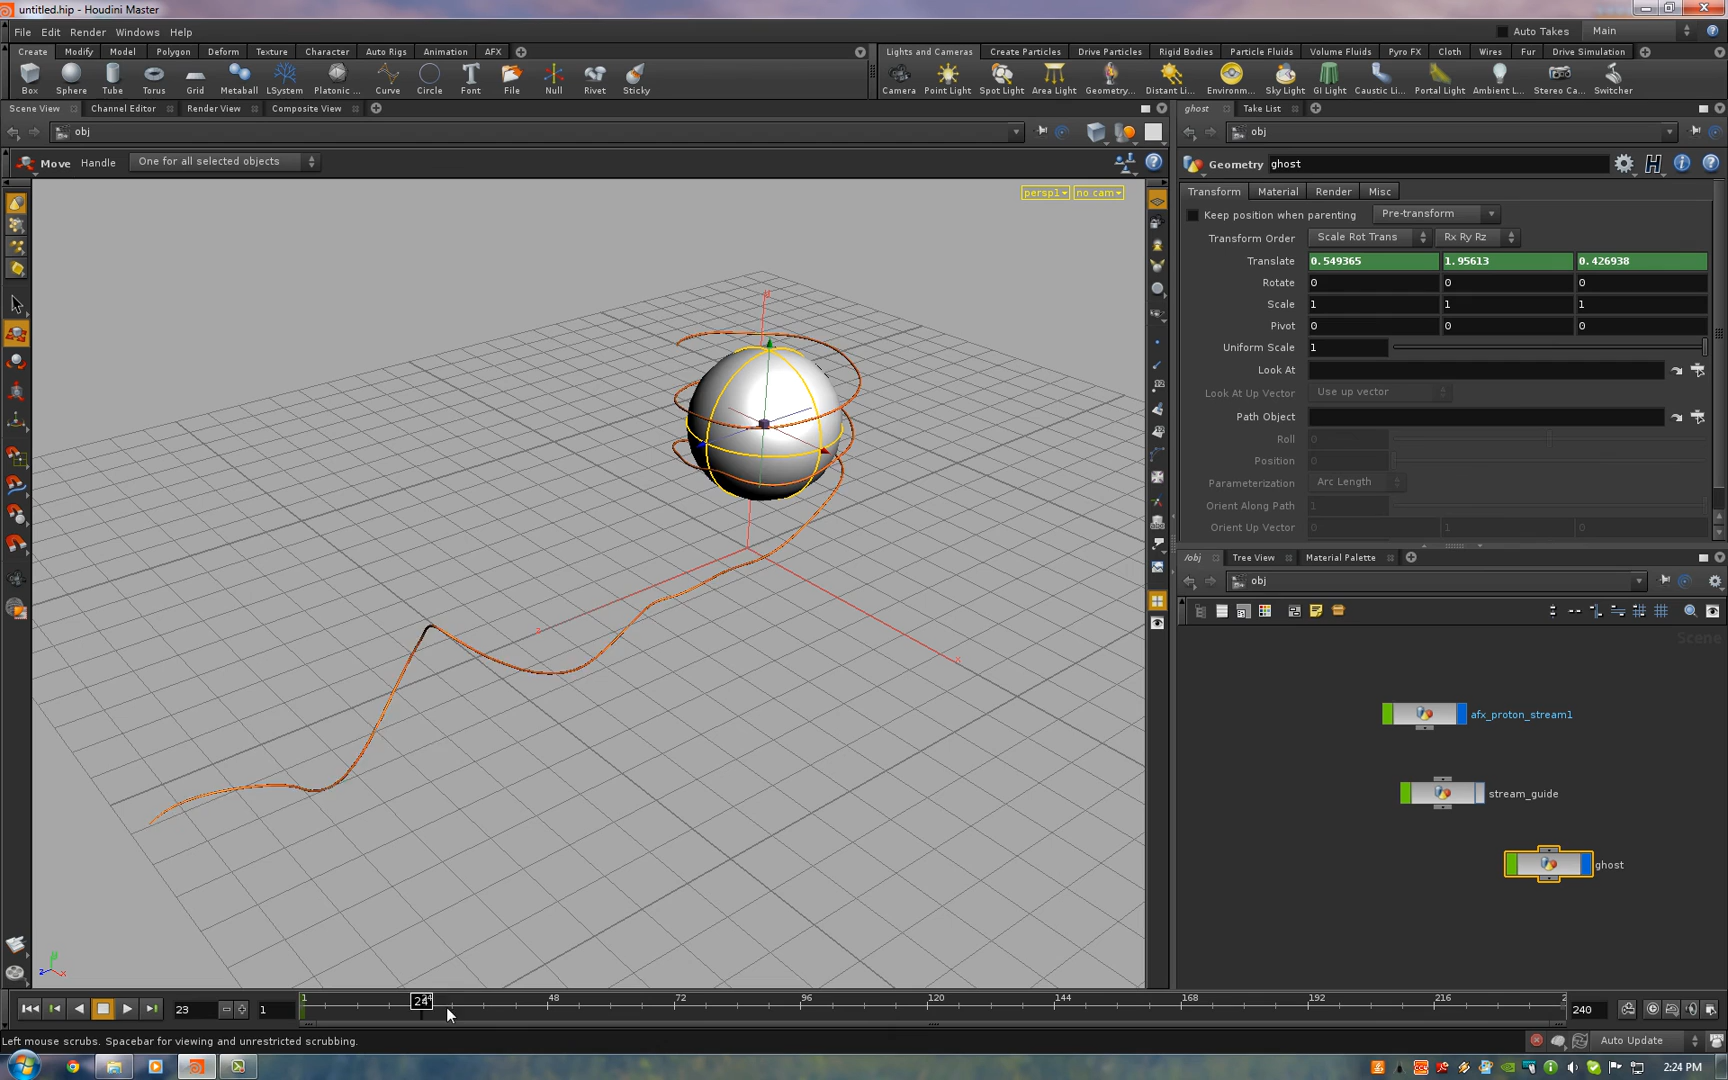 untitled.hip - Houdini Master
File Edit Render Windows Help
Auto Takes Main
Create Modify Model Polygon Deform Texture Character Auto Rigs Animation AFX
Lights and Cameras Create Particles Drive Particles Rigid Bodies Particle Fluids Volume Fluids Pyro FX Cloth Wires Fur Drive Simulation
Box Sphere Tube Torus Grid Metaball LSystem Platonic ... Curve Circle Font File Null Rivet Sticky
Camera Point Light Spot Light Area Light Geometry... Distant Li... Environm... Sky Light GI Light Caustic Li... Portal Light Ambient L... Stereo Ca... Switcher
Scene View Channel Editor Render View Composite View
ghost Take List
obj
obj
Move Handle One for all selected objects
Geometry ghost
persp1 no cam
Transform Material Render Misc
Keep position when parenting Pre-transform
Transform Order Scale Rot Trans Rx Ry Rz
Translate 0.549365 1.95613 0.426938
Rotate 0 0 0
Scale 1 1 1
Pivot 0 0 0
Uniform Scale 1
Look At
Look At Up Vector Use up vector
Path Object
Roll 0
Position 0
Parameterization Arc Length
Orient Along Path 1
Orient Up Vector 0 1 0
/obj Tree View Material Palette
obj
Scene
afx_proton_stream1
stream_guide
ghost
y
z
x
y
z x
23 1
1 24 48 72 96 120 144 168 192 216 2
240
Left mouse scrubs. Spacebar for viewing and unrestricted scrubbing.
Auto Update
2:24 PM